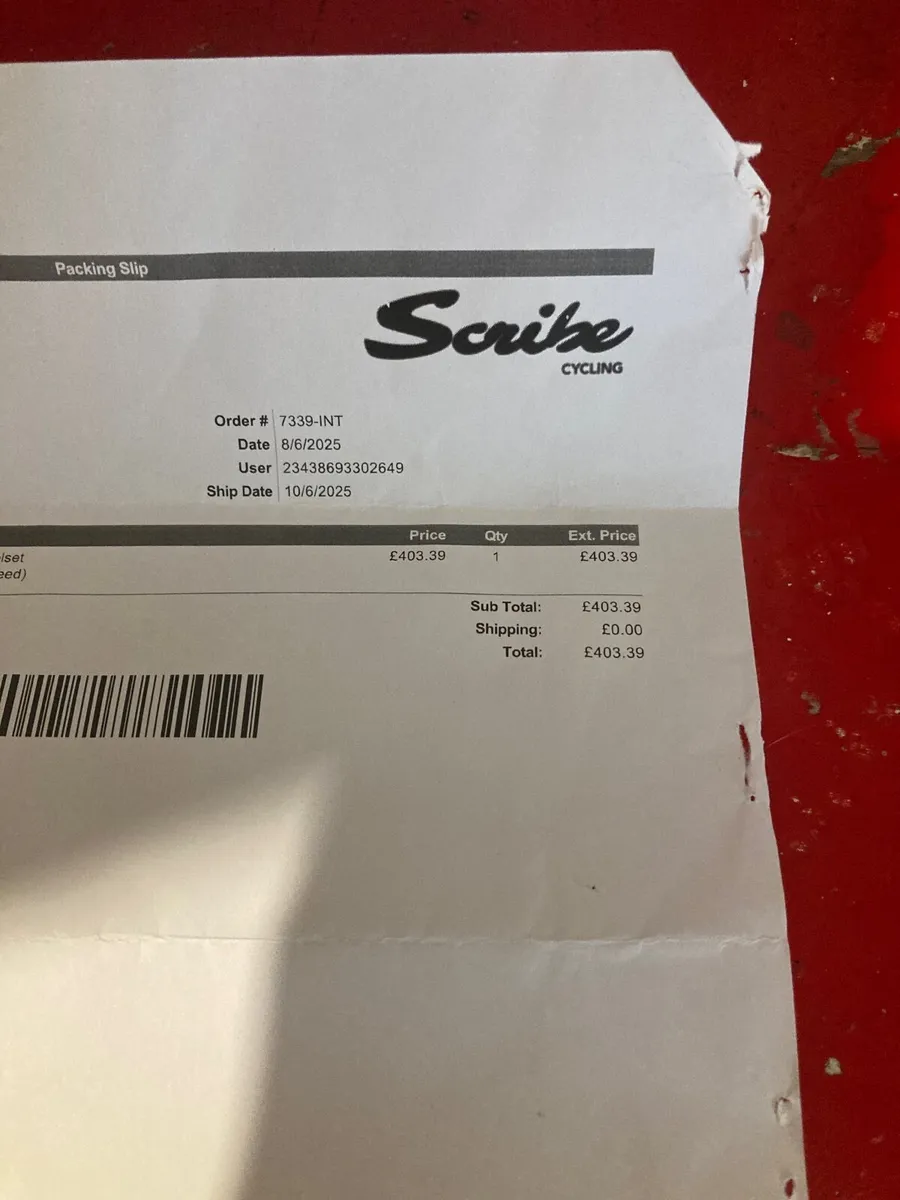 Packing Slip
Scribe
CYCLING
Order # 7339-INT
Date 8/6/2025
User 23438693302649
Ship Date 10/6/2025
Price Qty Ext. Price
lset £403.39 1 £403.39
eed)
Sub Total: £403.39
Shipping: £0.00
Total: £403.39